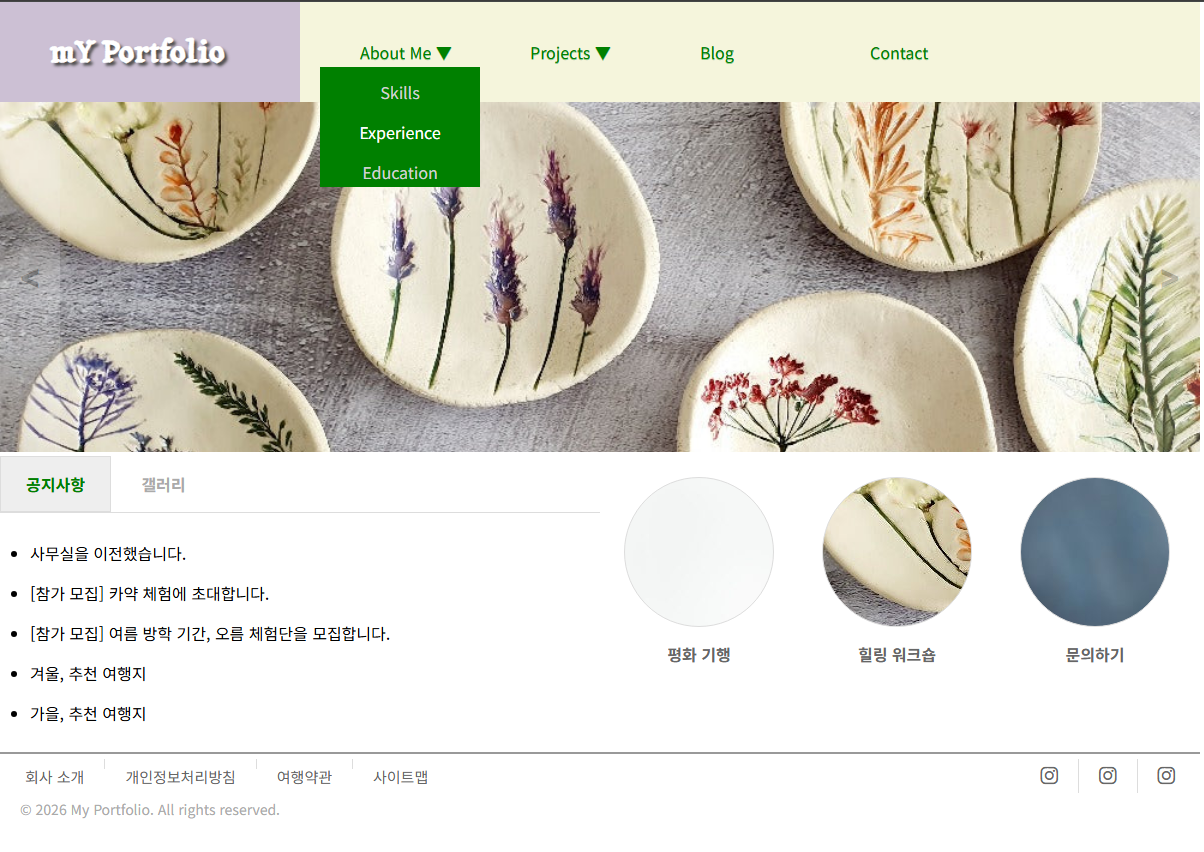 mY Portfolio
About Me ▼
Projects ▼
Blog
Contact
Skills
Experience
Education
<
>
공지사항
갤러리
사무실을 이전했습니다.
[참가 모집] 카약 체험에 초대합니다.
[참가 모집] 여름 방학 기간, 오름 체험단을 모집합니다.
겨울, 추천 여행지
가을, 추천 여행지
평화 기행
힐링 워크숍
문의하기
회사 소개
개인정보처리방침
여행약관
사이트맵
© 2026 My Portfolio. All rights reserved.